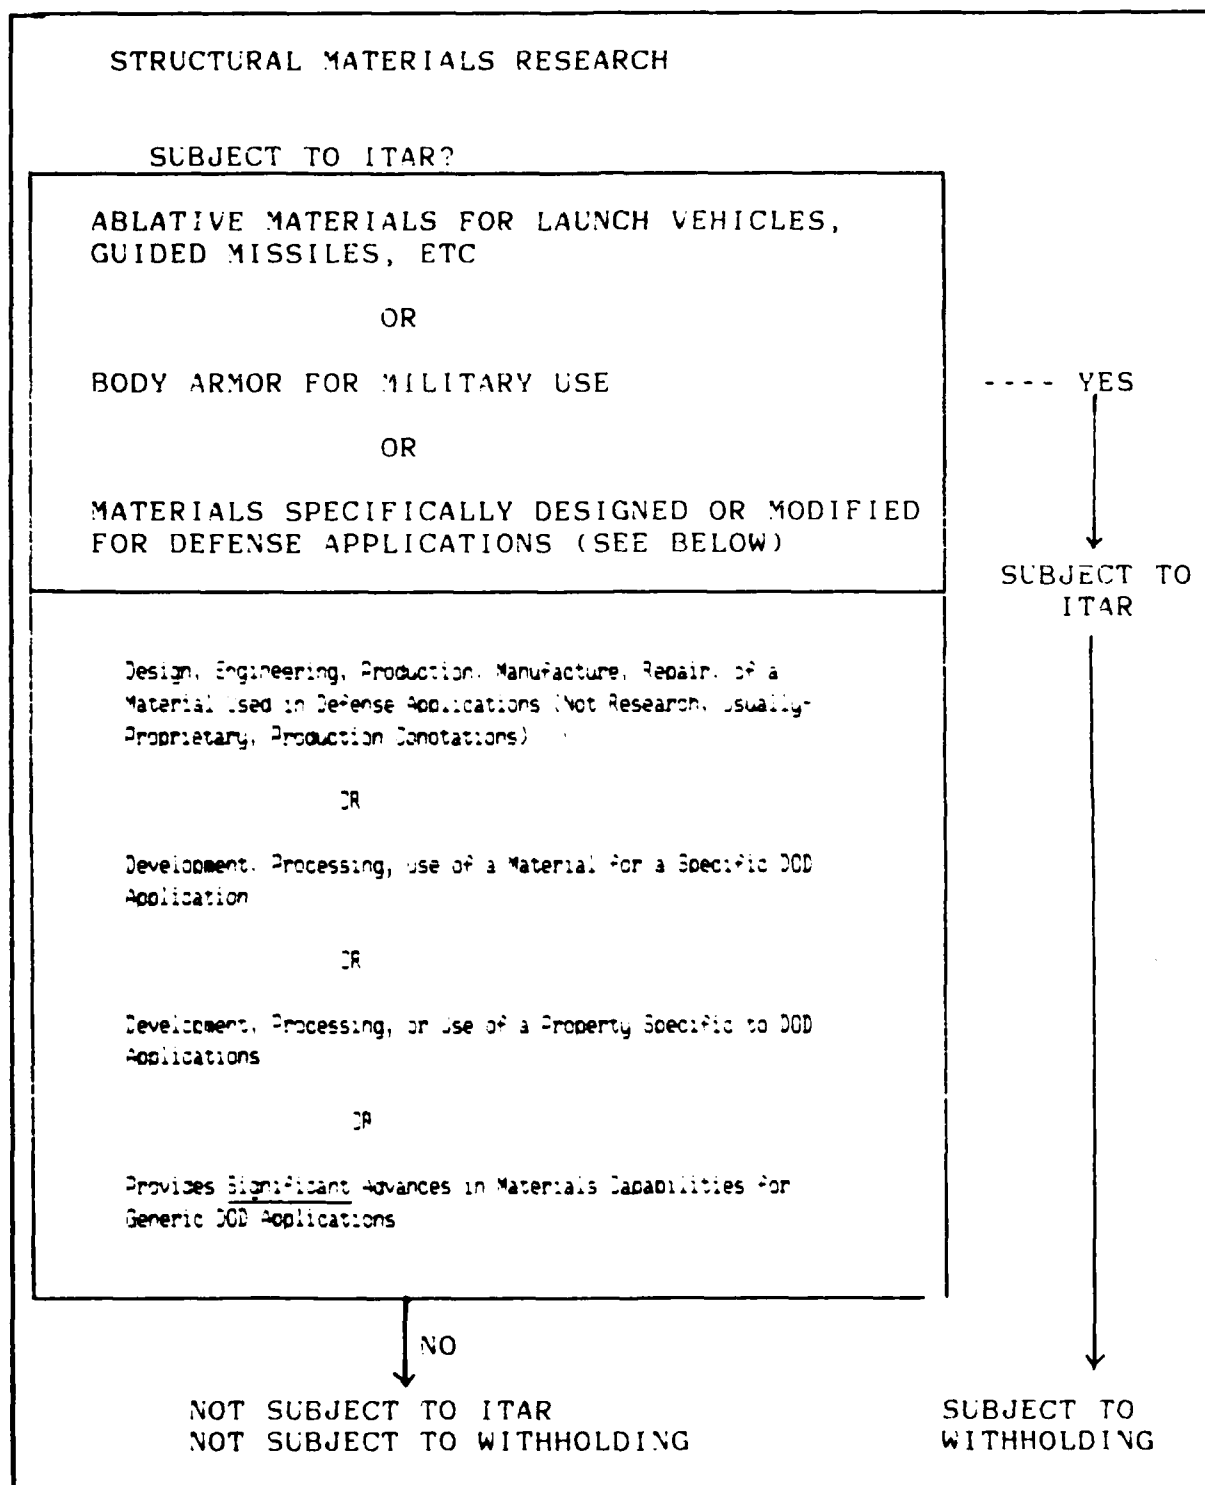 STRUCTURAL MATERIALS RESEARCH
SUBJECT TO ITAR?
ABLATIVE MATERIALS FOR LAUNCH VEHICLES,
GUIDED MISSILES, ETC
OR
BODY ARMOR FOR MILITARY USE
---- YES
OR
MATERIALS SPECIFICALLY DESIGNED OR MODIFIED
FOR DEFENSE APPLICATIONS (SEE BELOW)
SUBJECT TO
ITAR
Design, Engineering, Production, Manufacture, Repair, of a
Material Used in Defense Applications (Not Research, Usually-
Proprietary, Production Conotations)
OR
Development, Processing, Use of a Material for a Specific DOD
Application
OR
Development, Processing, or Use of a Property Specific to DOD
Applications
OR
Provides Significant Advances in Materials Capabilities for
Generic DOD Applications
NO
NOT SUBJECT TO ITAR
NOT SUBJECT TO WITHHOLDING
SUBJECT TO
WITHHOLDING